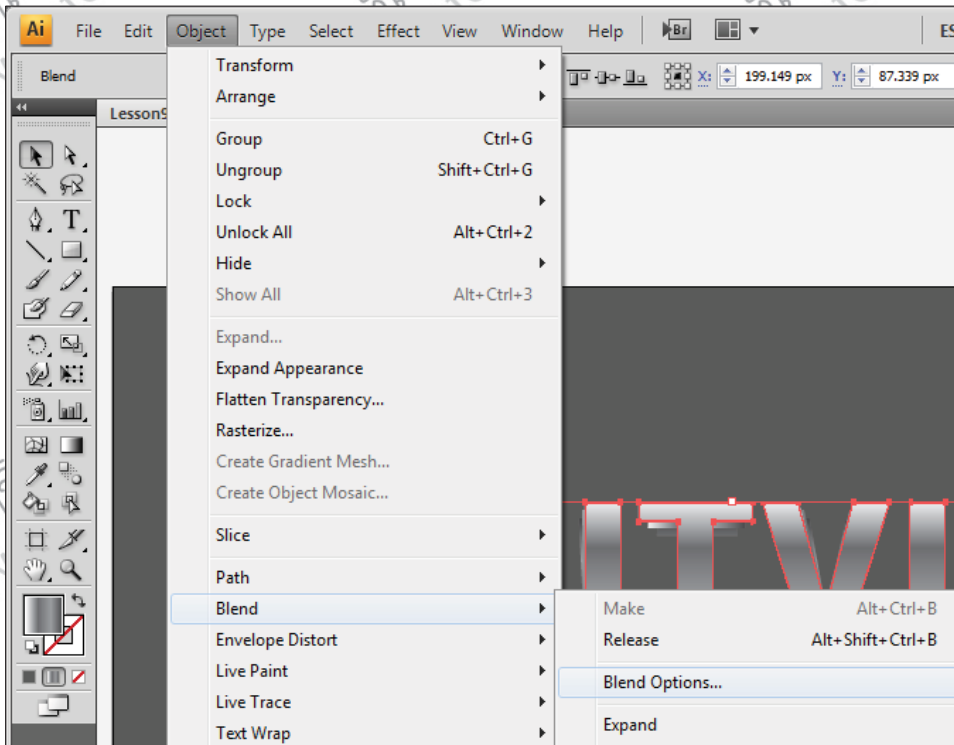 Ai File Edit Object Type Select Effect View Window Help Br ES
Blend X: 199.149 px Y: 87.339 px
Lesson9
Transform
Arrange
Group Ctrl+G
Ungroup Shift+Ctrl+G
Lock
Unlock All Alt+Ctrl+2
Hide
Show All Alt+Ctrl+3
Expand...
Expand Appearance
Flatten Transparency...
Rasterize...
Create Gradient Mesh...
Create Object Mosaic...
Slice
Path
Blend
Envelope Distort
Live Paint
Live Trace
Text Wrap
Make Alt+Ctrl+B
Release Alt+Shift+Ctrl+B
Blend Options...
Expand